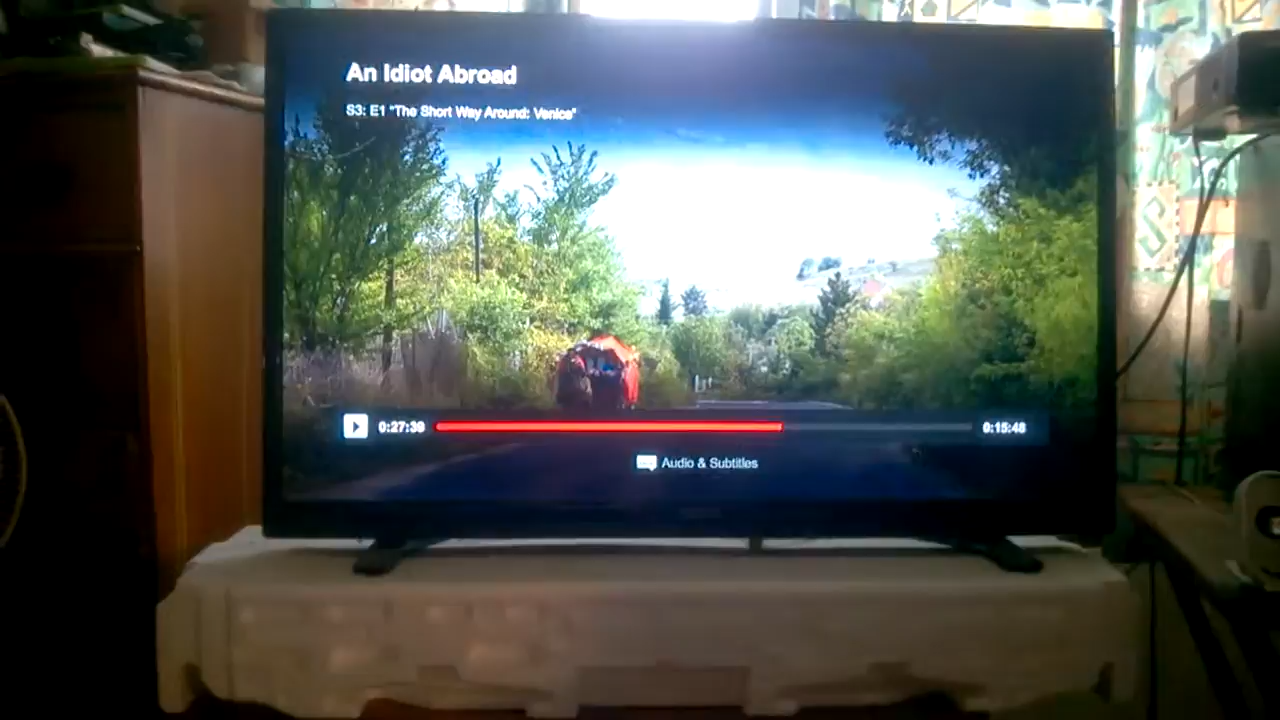 An Idiot Abroad
S3: E1 "The Short Way Around: Venice"
0:27:39 0:15:48
Audio & Subtitles